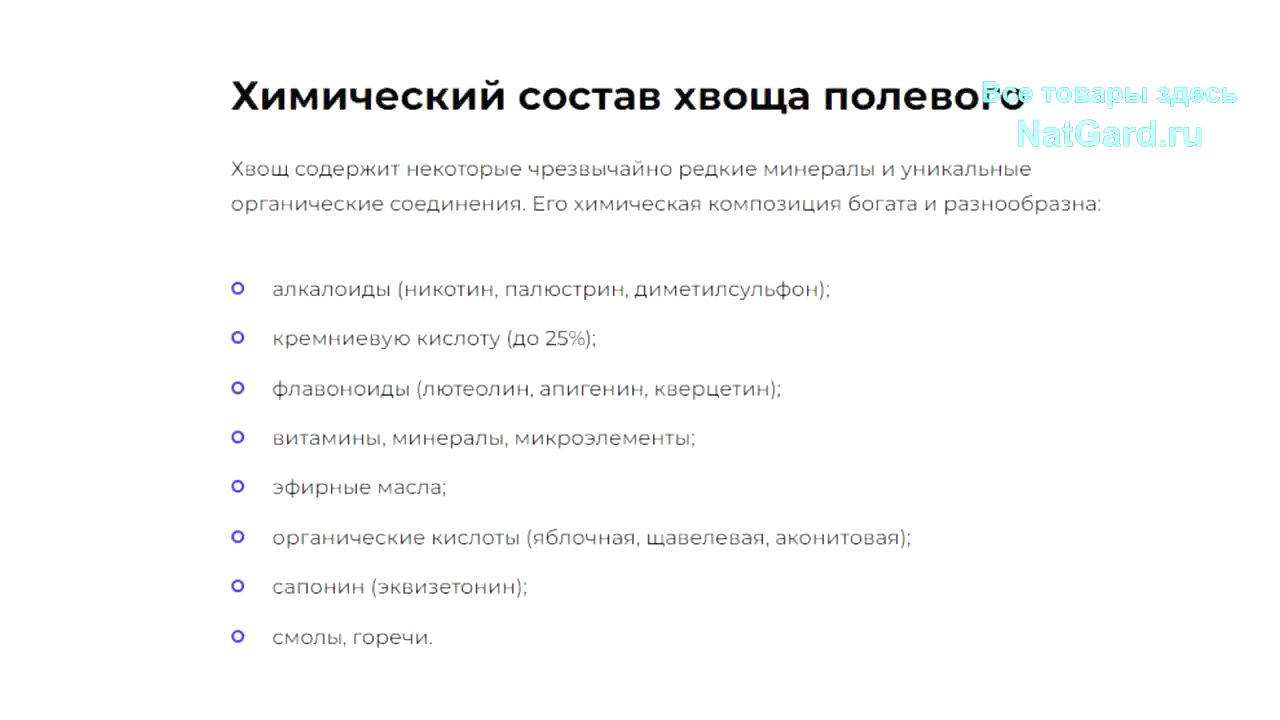 Химический состав хвоща полевого
Все товары здесь
NatGard.ru
Хвощ содержит некоторые чрезвычайно редкие минералы и уникальные
органические соединения. Его химическая композиция богата и разнообразна:
алкалоиды (никотин, палюстрин, диметилсульфон);
кремниевую кислоту (до 25%);
флавоноиды (лютеолин, апигенин, кверцетин);
витамины, минералы, микроэлементы;
эфирные масла;
органические кислоты (яблочная, щавелевая, аконитовая);
сапонин (эквизетонин);
смолы, горечи.